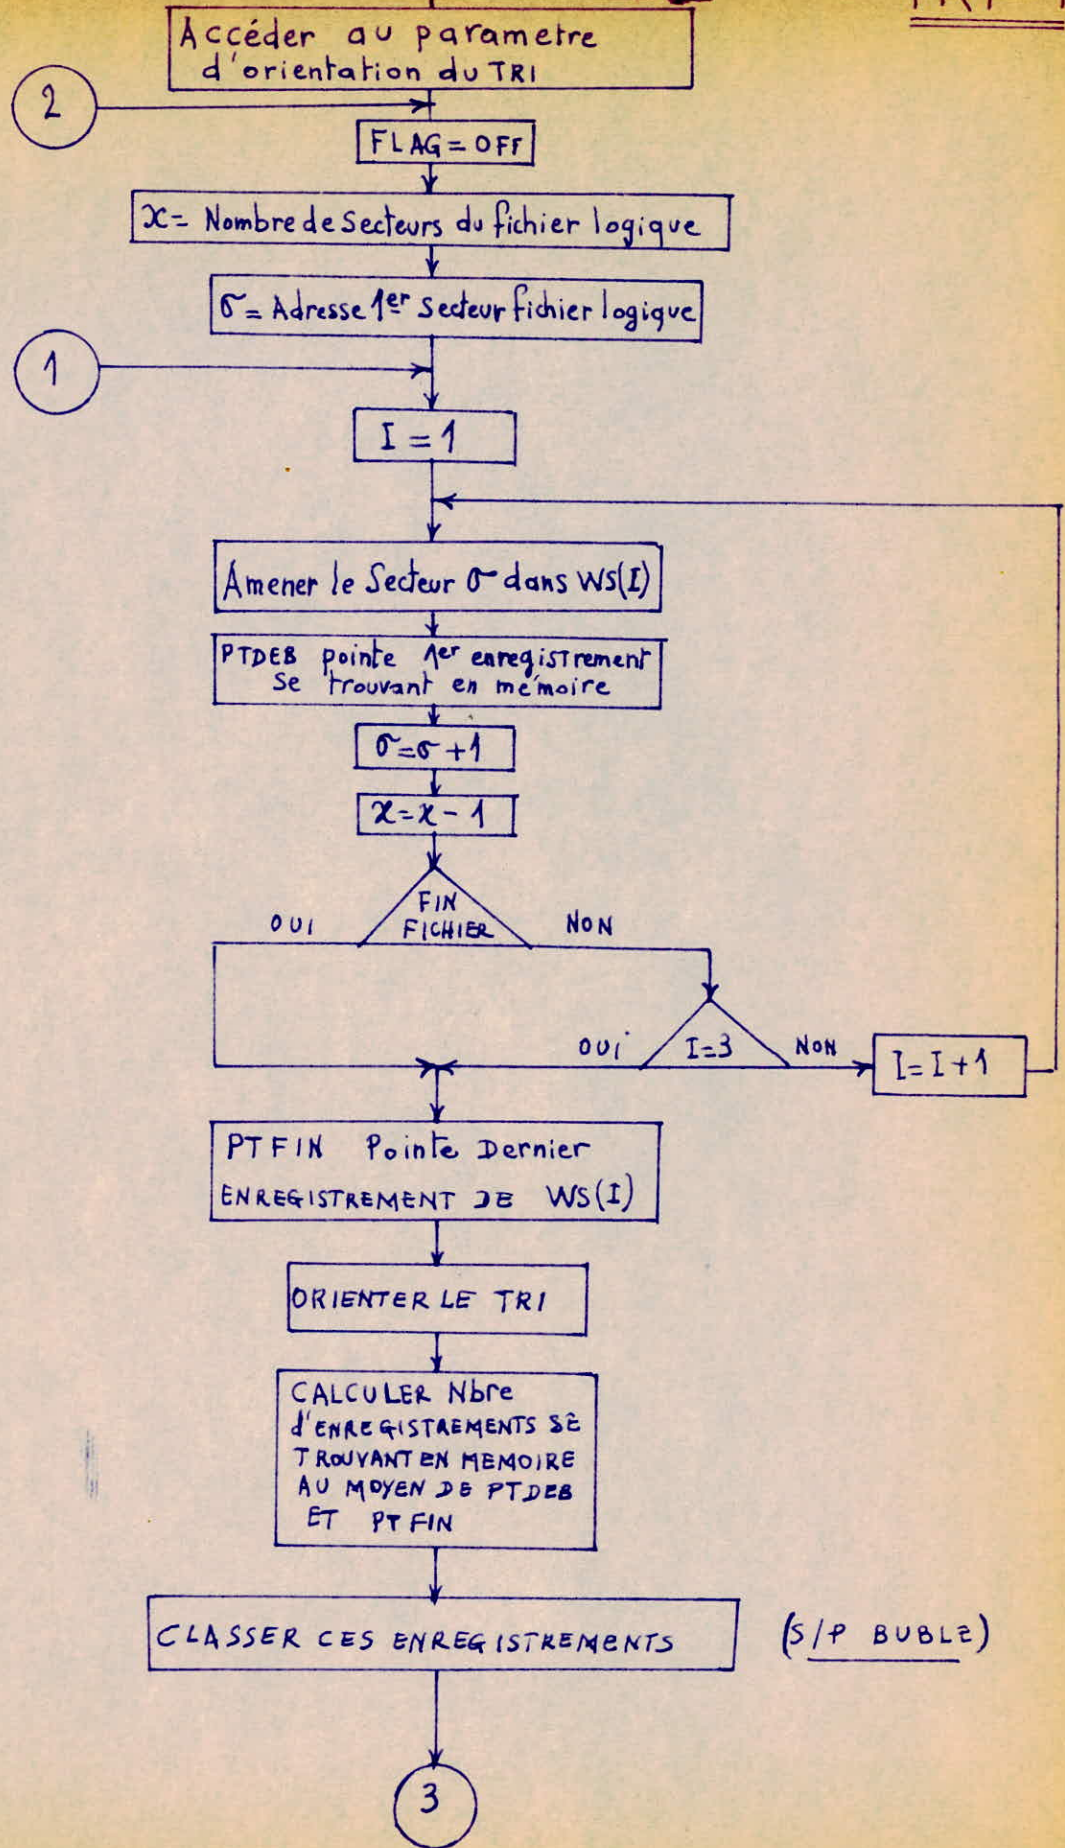 Accéder au parametre
d'orientation du TRI
2
FLAG = OFF
x = Nombre de Secteurs du fichier logique
σ = Adresse 1er Secteur fichier logique
1
I = 1
Amener le Secteur σ dans WS(I)
PTDEB pointe 1er enregistrement
Se trouvant en mémoire
σ = σ + 1
x = x - 1
FIN
FICHIER
OUI
NON
I=3
OUI
NON
I = I + 1
PTFIN Pointe Dernier
ENREGISTREMENT DE WS(I)
ORIENTER LE TRI
CALCULER Nbre
d'ENREGISTREMENTS SE
TROUVANT EN MEMOIRE
AU MOYEN DE PTDEB
ET PTFIN
CLASSER CES ENREGISTREMENTS
(S/P BUBLE)
3